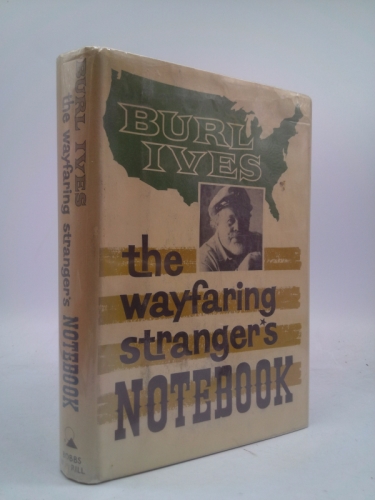 BURL IVES the wayfaring stranger's NOTEBOOK
BURL
IVES
the
wayfaring
stranger's
NOTEBOOK